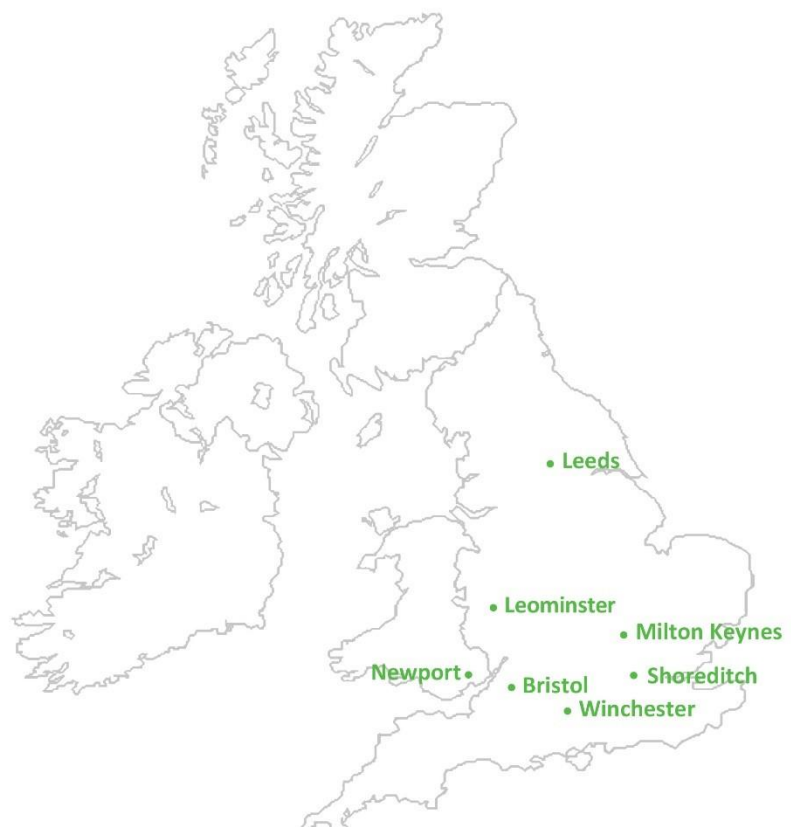 Leeds
Leominster
Milton Keynes
Newport
Shoreditch
Bristol
Winchester